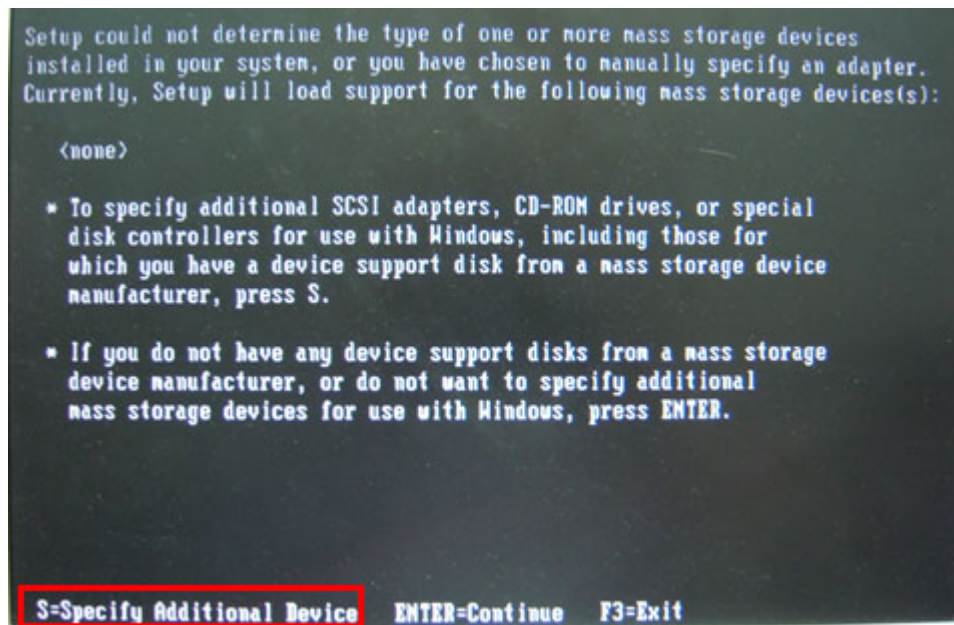 Setup could not determine the type of one or more mass storage devices
installed in your system, or you have chosen to manually specify an adapter.
Currently, Setup will load support for the following mass storage devices(s):
<none>
* To specify additional SCSI adapters, CD-ROM drives, or special
disk controllers for use with Windows, including those for
which you have a device support disk from a mass storage device
manufacturer, press S.
* If you do not have any device support disks from a mass storage
device manufacturer, or do not want to specify additional
mass storage devices for use with Windows, press ENTER.
S=Specify Additional Device ENTER=Continue F3=Exit